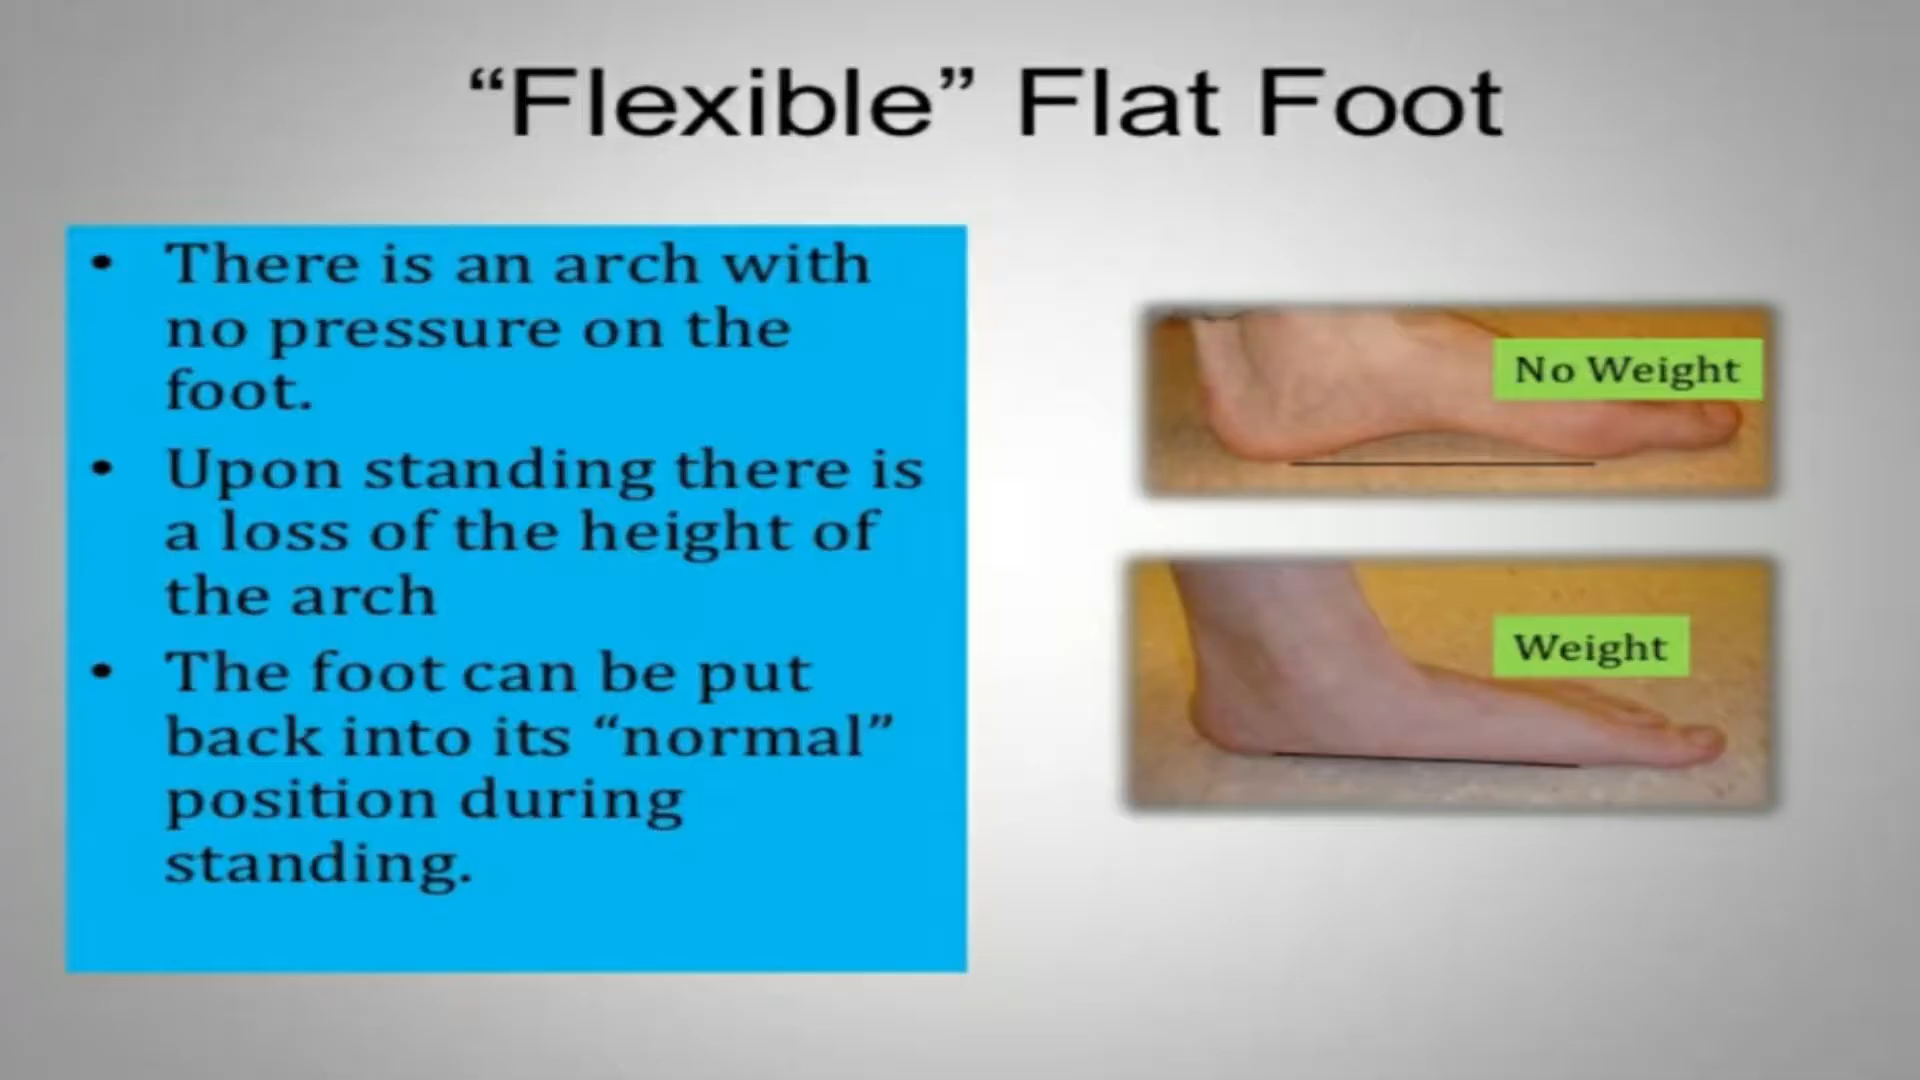 “Flexible” Flat Foot
• There is an arch with
no pressure on the
foot.
• Upon standing there is
a loss of the height of
the arch
• The foot can be put
back into its “normal”
position during
standing.
No Weight
Weight